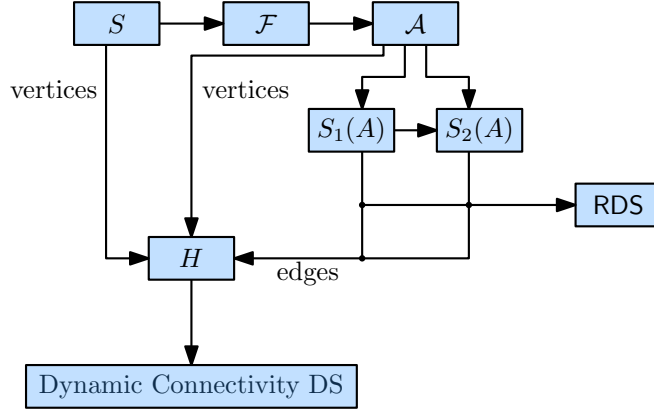 S
ℱ
𝒜
vertices
vertices
S₁(A)
S₂(A)
RDS
H
edges
Dynamic Connectivity DS